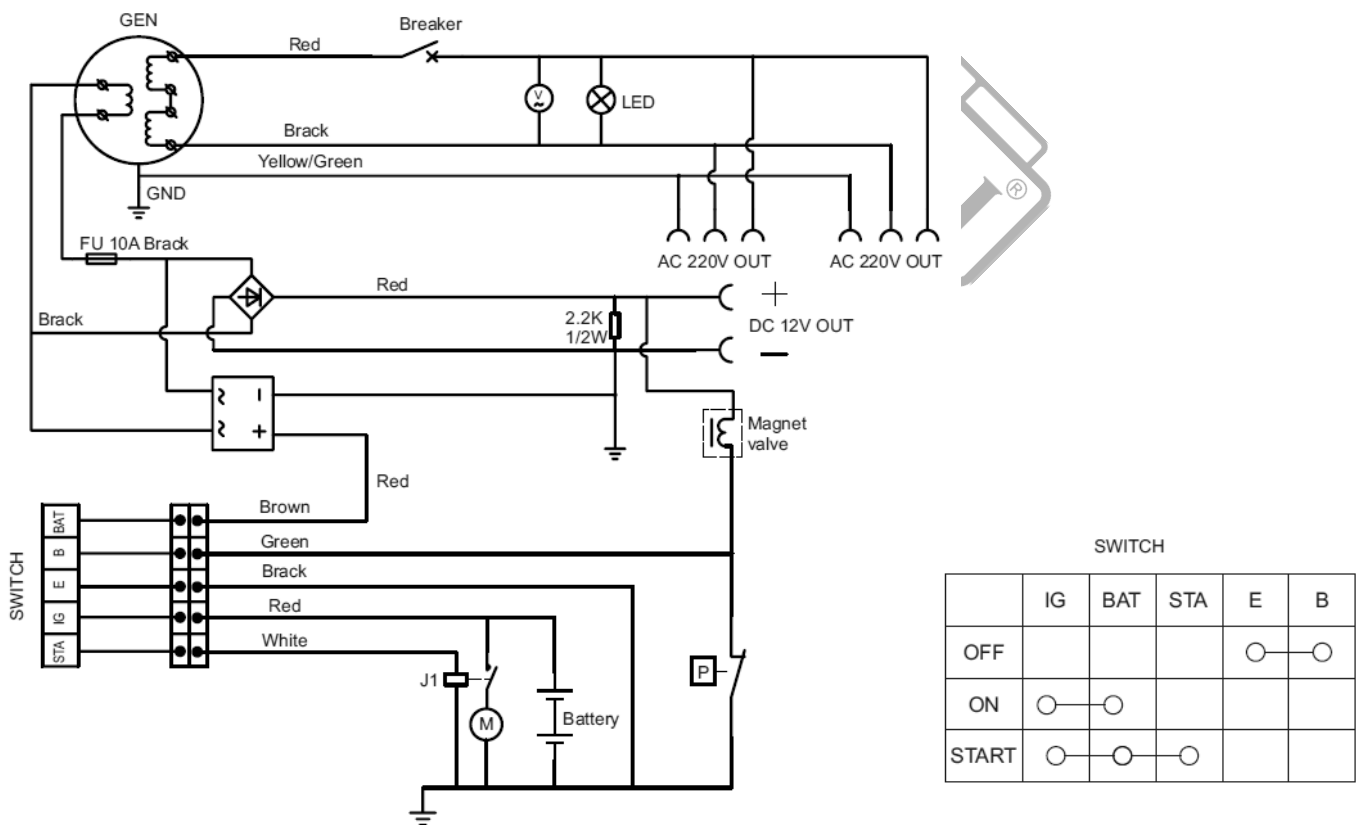 GEN
Breaker
Red
V
~
LED
Brack
Yellow/Green
®
GND
FU 10A Brack
AC 220V OUT
AC 220V OUT
Red
+
DC 12V OUT
—
2.2K
1/2W
Brack
~ −
~ +
Magnet
valve
Red
SWITCH
BAT
B
E
IG
STA
Brown
Green
Brack
Red
White
J1
M
Battery
P
SWITCH
IG BAT STA E B
OFF
ON
START